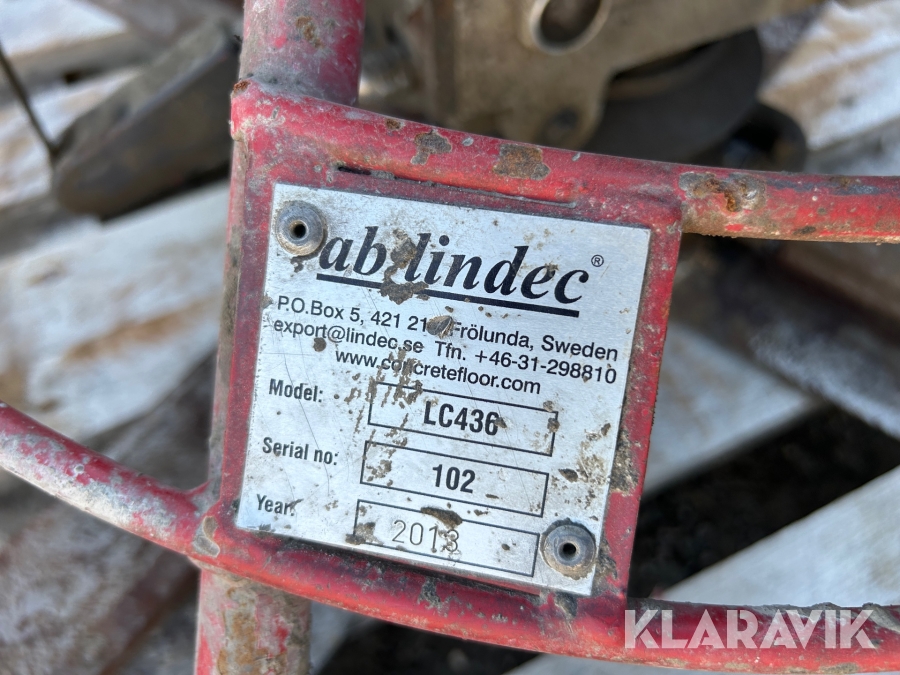 ab lindec®
P.O.Box 5, 421 21 Frölunda, Sweden
export@lindec.se Tfn. +46-31-298810
www.concretefloor.com
Model: LC436
Serial no: 102
Year: 2013
KLARAVIK